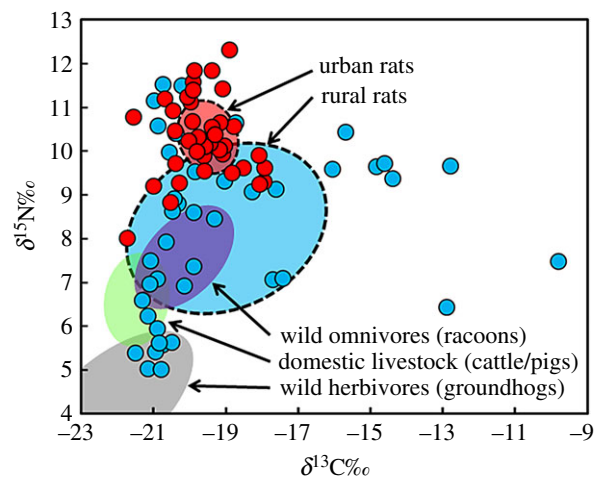 13
12
11
10
9
8
7
6
5
4
δ¹⁵N‰
urban rats
rural rats
wild omnivores (racoons)
domestic livestock (cattle/pigs)
wild herbivores (groundhogs)
–23 –21 –19 –17 –15 –13 –11 –9
δ¹³C‰